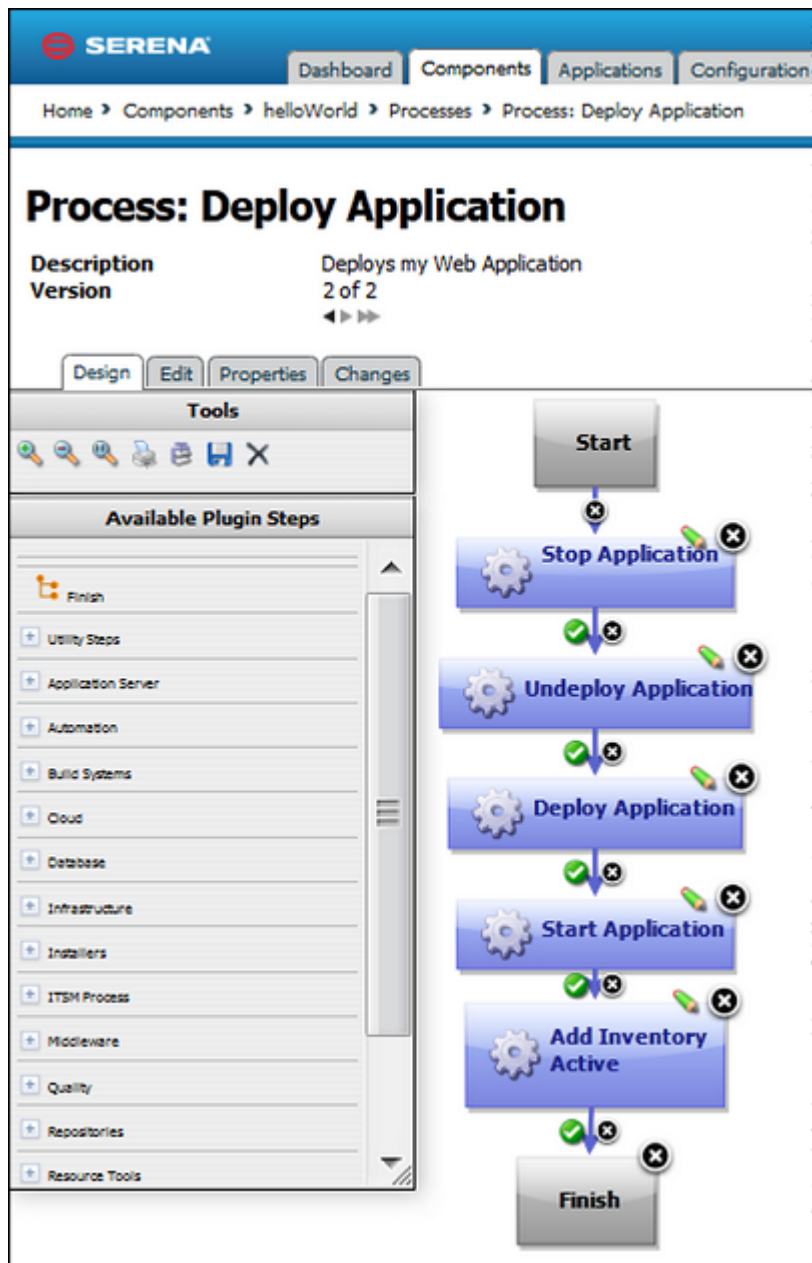 SERENA
Dashboard Components Applications Configuration
Home > Components > helloWorld > Processes > Process: Deploy Application
Process: Deploy Application
Description Deploys my Web Application
Version 2 of 2
Design Edit Properties Changes
Tools
Available Plugin Steps
Finish
Utility Steps
Application Server
Automation
Build Systems
Cloud
Database
Infrastructure
Installers
ITSM Process
Middleware
Quality
Repositories
Resource Tools
Start
Stop Application
Undeploy Application
Deploy Application
Start Application
Add Inventory
Active
Finish